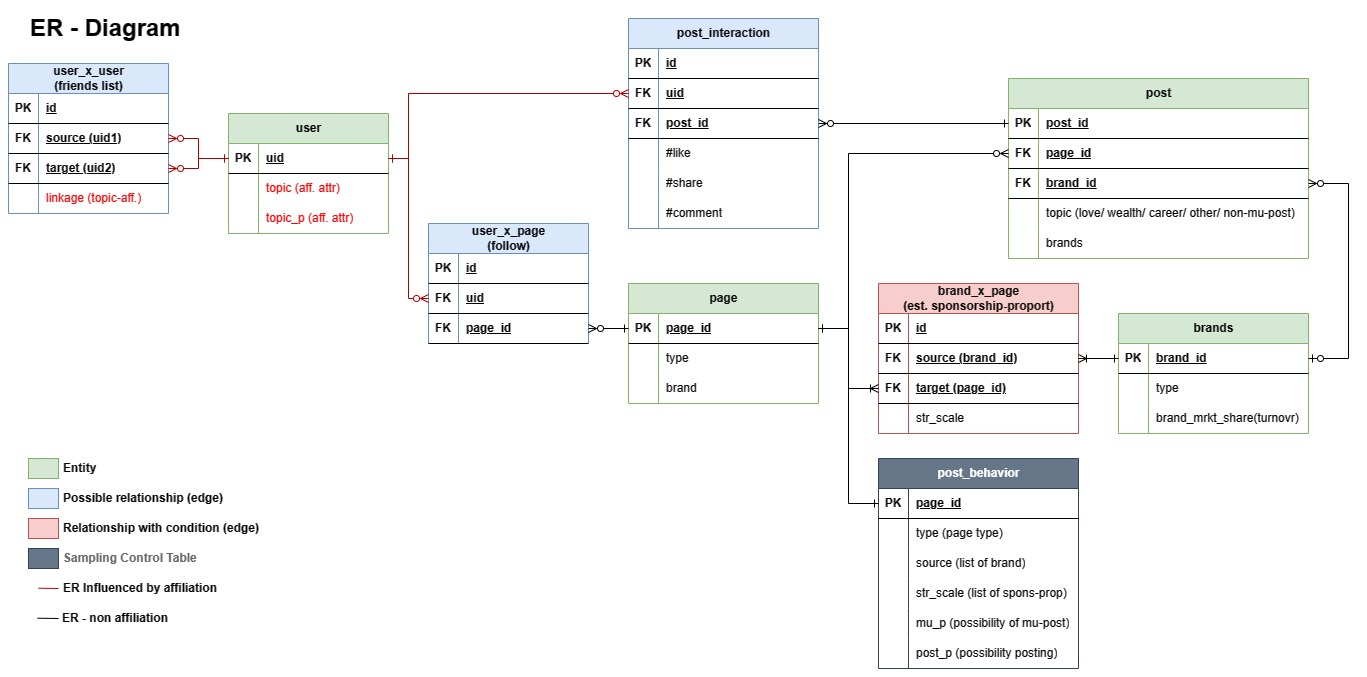 ER - Diagram
user_x_user
(friends list)
PK id
FK source (uid1)
FK target (uid2)
linkage (topic-aff.)
user
PK uid
topic (aff. attr)
topic_p (aff. attr)
post_interaction
PK id
FK uid
FK post_id
#like
#share
#comment
post
PK post_id
FK page_id
FK brand_id
topic (love/ wealth/ career/ other/ non-mu-post)
brands
user_x_page
(follow)
PK id
FK uid
FK page_id
page
PK page_id
type
brand
brand_x_page
(est. sponsorship-proport)
PK id
FK source (brand_id)
FK target (page_id)
str_scale
brands
PK brand_id
type
brand_mrkt_share(turnovr)
post_behavior
PK page_id
type (page type)
source (list of brand)
str_scale (list of spons-prop)
mu_p (possibility of mu-post)
post_p (possibility posting)
Entity
Possible relationship (edge)
Relationship with condition (edge)
Sampling Control Table
ER Influenced by affiliation
ER - non affiliation